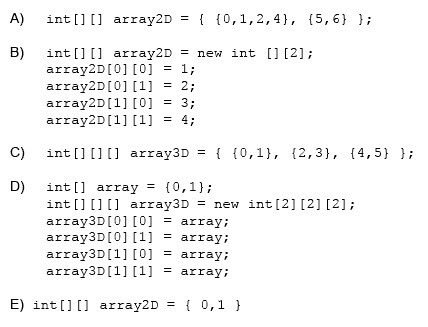 A) int[][] array2D = { {0,1,2,4}, {5,6} };
B) int[][] array2D = new int [][2];
array2D[0][0] = 1;
array2D[0][1] = 2;
array2D[1][0] = 3;
array2D[1][1] = 4;
C) int[][][] array3D = { {0,1}, {2,3}, {4,5} };
D) int[] array = {0,1};
int[][][] array3D = new int[2][2][2];
array3D[0][0] = array;
array3D[0][1] = array;
array3D[1][0] = array;
array3D[1][1] = array;
E) int[][] array2D = { 0,1 }